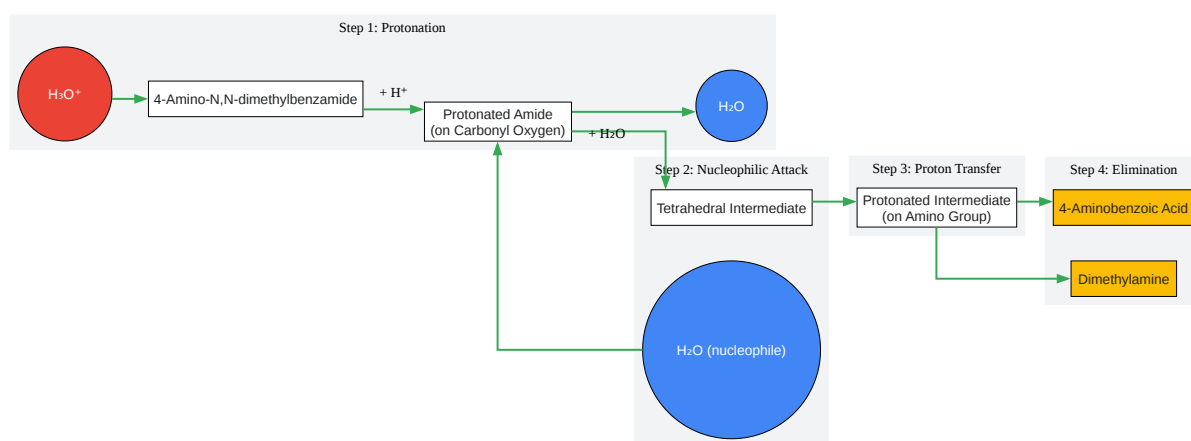 Step 1: Protonation
H₃O⁺
4-Amino-N,N-dimethylbenzamide
+ H⁺
Protonated Amide
(on Carbonyl Oxygen)
H₂O
+ H₂O
Step 2: Nucleophilic Attack
Tetrahedral Intermediate
H₂O (nucleophile)
Step 3: Proton Transfer
Protonated Intermediate
(on Amino Group)
Step 4: Elimination
4-Aminobenzoic Acid
Dimethylamine